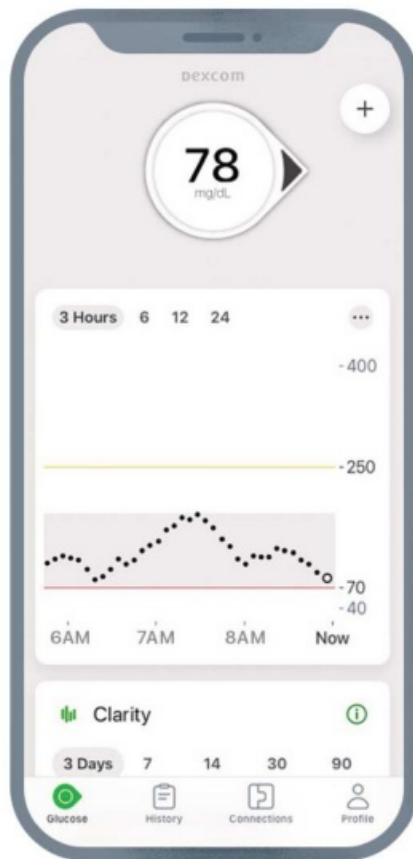 Dexcom
+
78
mg/dL
3 Hours 6 12 24 ...
-400
-250
-70
-40
6AM 7AM 8AM Now
Clarity
3 Days 7 14 30 90
Glucose History Connections Profile